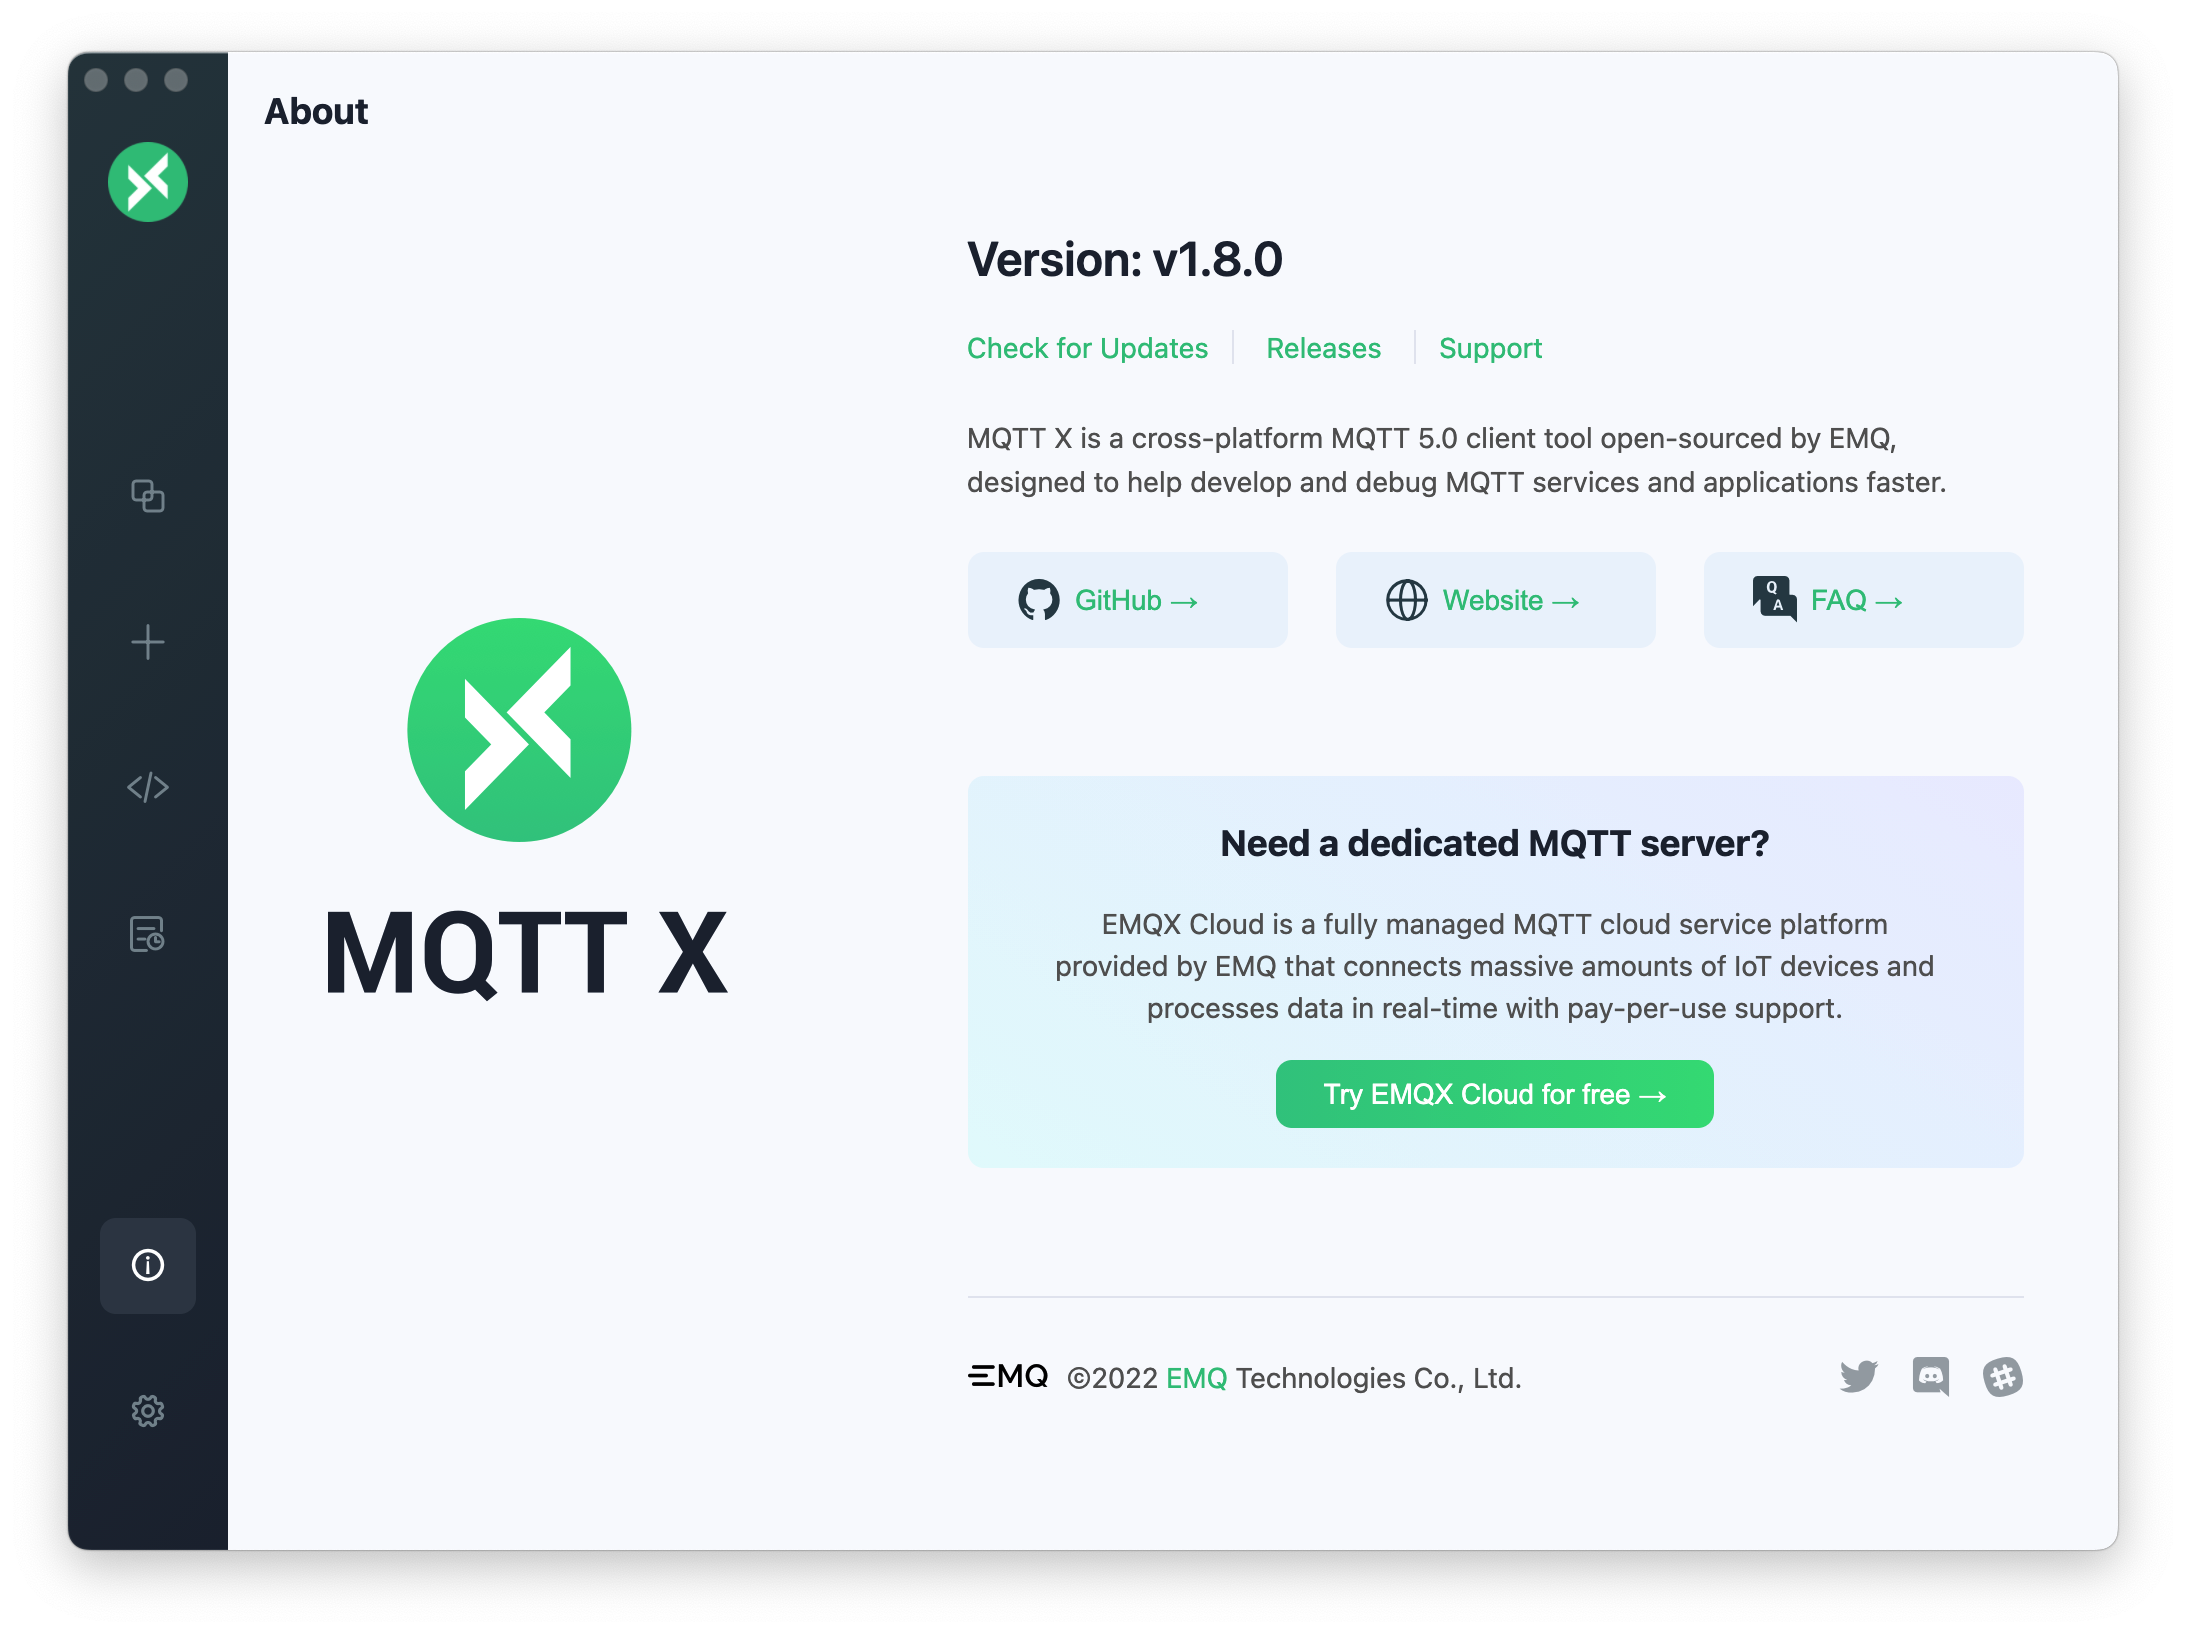 About
Version: v1.8.0
Check for Updates
Releases
Support
MQTT X is a cross-platform MQTT 5.0 client tool open-sourced by EMQ,
designed to help develop and debug MQTT services and applications faster.
GitHub →
Website →
Q
A
FAQ →
MQTT X
Need a dedicated MQTT server?
EMQX Cloud is a fully managed MQTT cloud service platform
provided by EMQ that connects massive amounts of IoT devices and
processes data in real-time with pay-per-use support.
Try EMQX Cloud for free →
EMQ ©2022 EMQ Technologies Co., Ltd.